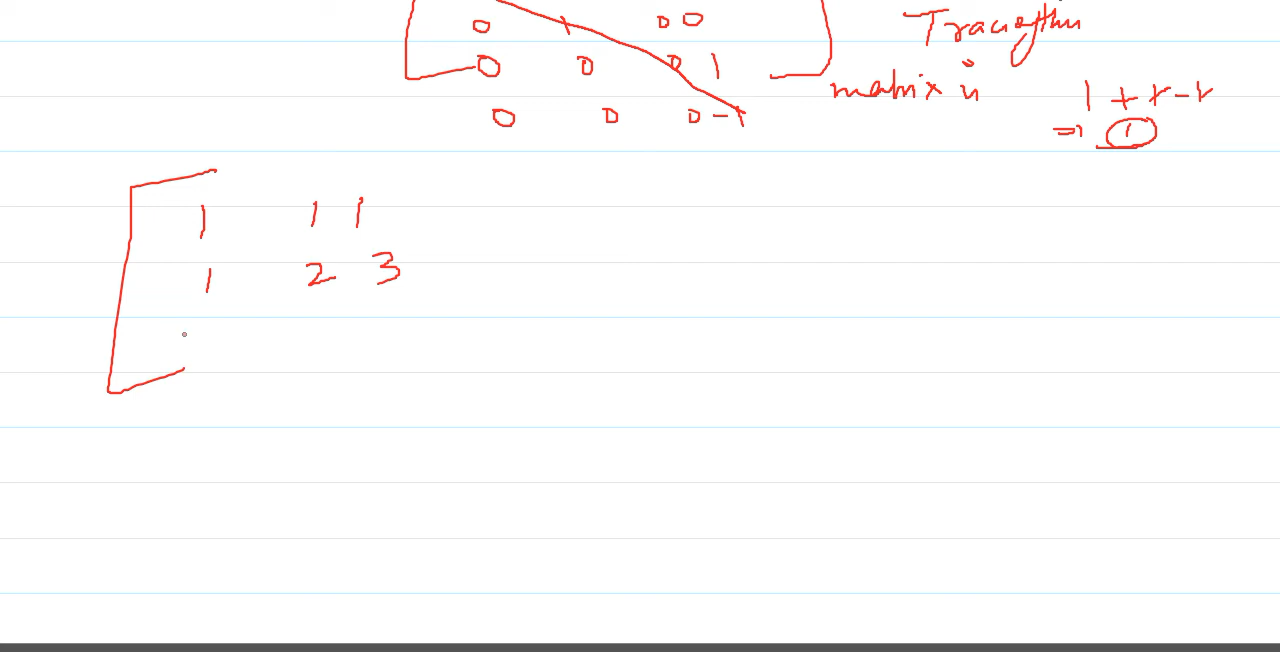 0 1 0 0
0 0 0 1
0 0 0 -1
Trace of the
matrix is
1 + 1 - 1
⇒ 1
1 1 1
1 2 3